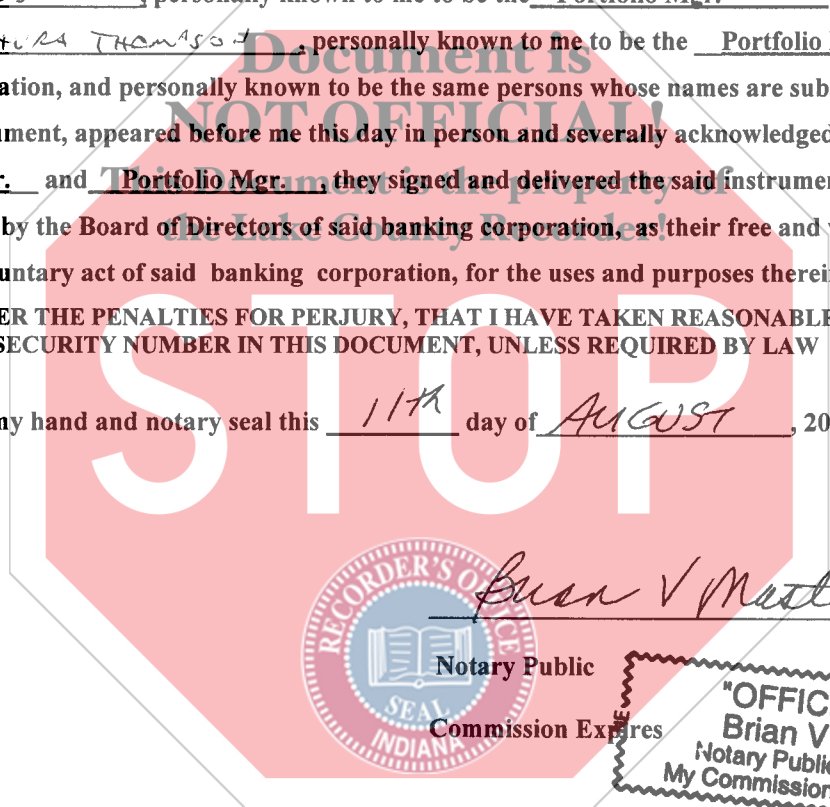 , personally known to me to be the Portfolio Mgr.
THOMPSON, personally known to me to be the Portfolio
ation, and personally known to be the same persons whose names are sub
ument, appeared before me this day in person and severally acknowledged
r. and Portfolio Mgr. they signed and delivered the said instrumen
by the Board of Directors of said banking corporation, as their free and
untary act of said banking corporation, for the uses and purposes therei
ER THE PENALTIES FOR PERJURY, THAT I HAVE TAKEN REASONABLE
SECURITY NUMBER IN THIS DOCUMENT, UNLESS REQUIRED BY LAW
ny hand and notary seal this 11th day of AUGUST, 20
Document is
NOT OFFICIAL!
This Document is the property of
the Lake County Recorder!
STOP
Brian V Mast
Notary Public
Commission Expires
RECORDER'S OFFICE
SEAL
INDIANA
"OFFIC
Brian V
Notary Public
My Commission